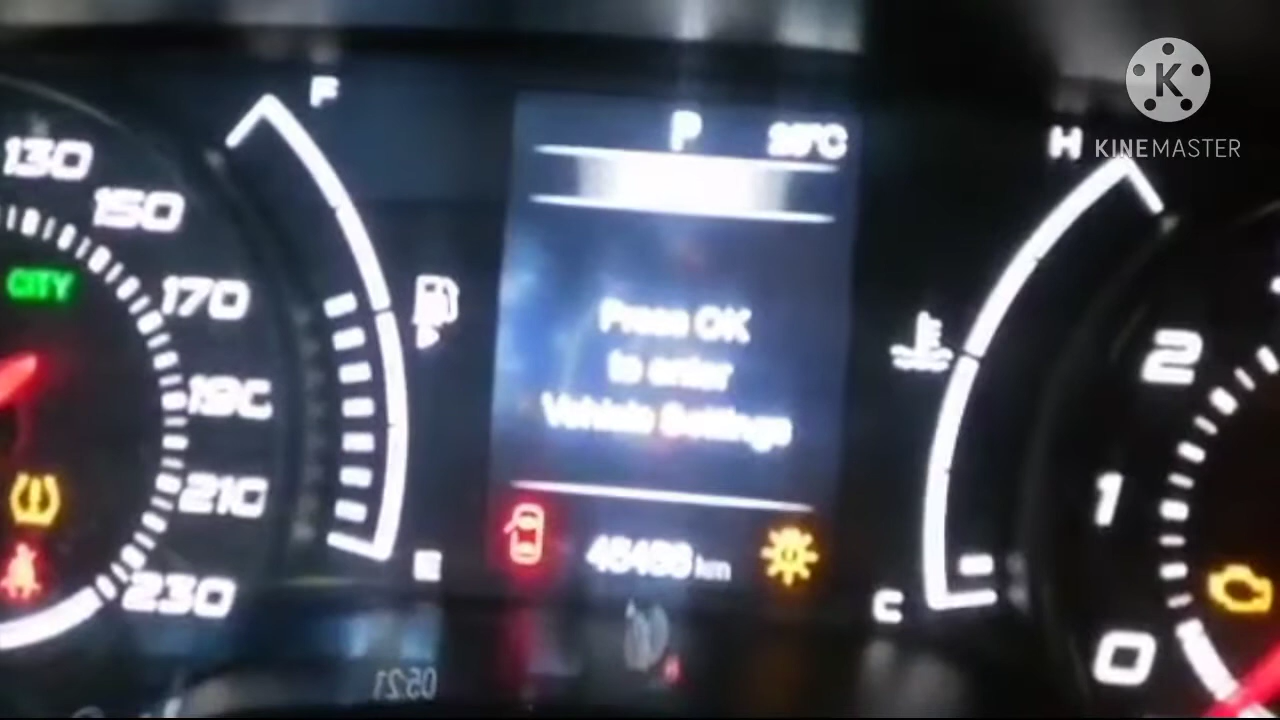 F
P
H
KINEMASTER
130
150
CITY
170
Press OK
to enter
Vehicle Settings
190
210
230
2
1
0
E
km
C
05:21